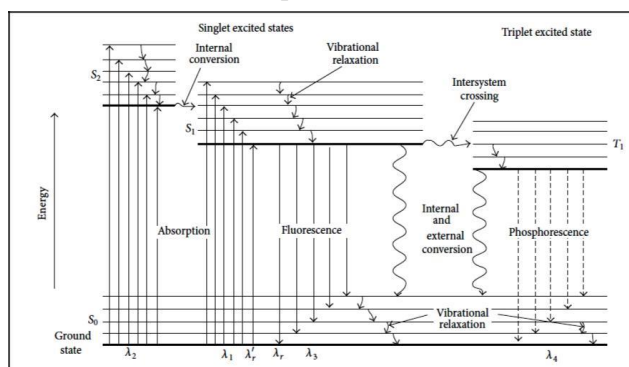 Singlet excited states
Triplet excited state
Internal
conversion
Vibrational
relaxation
S2
Intersystem
crossing
S1
T1
Energy
Absorption
Fluorescence
Internal
and
external
conversion
Phosphorescence
S0
Vibrational
relaxation
Ground
state
λ2
λ1
λ′r
λr
λ3
λ4